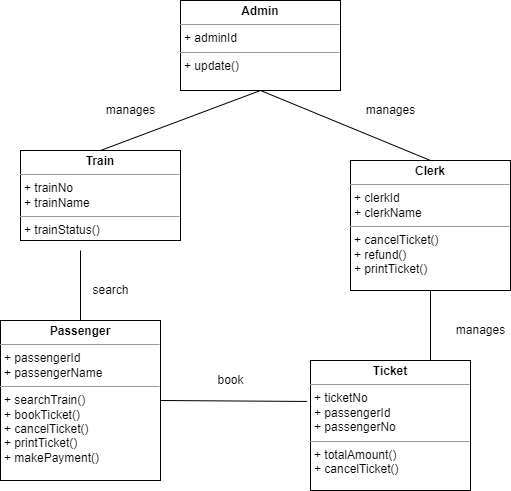 Admin
+ adminId
+ update()
manages
manages
Train
+ trainNo
+ trainName
+ trainStatus()
Clerk
+ clerkId
+ clerkName
+ cancelTicket()
+ refund()
+ printTicket()
search
manages
Passenger
+ passengerId
+ passengerName
+ searchTrain()
+ bookTicket()
+ cancelTicket()
+ printTicket()
+ makePayment()
book
Ticket
+ ticketNo
+ passengerId
+ passengerNo
+ totalAmount()
+ cancelTicket()